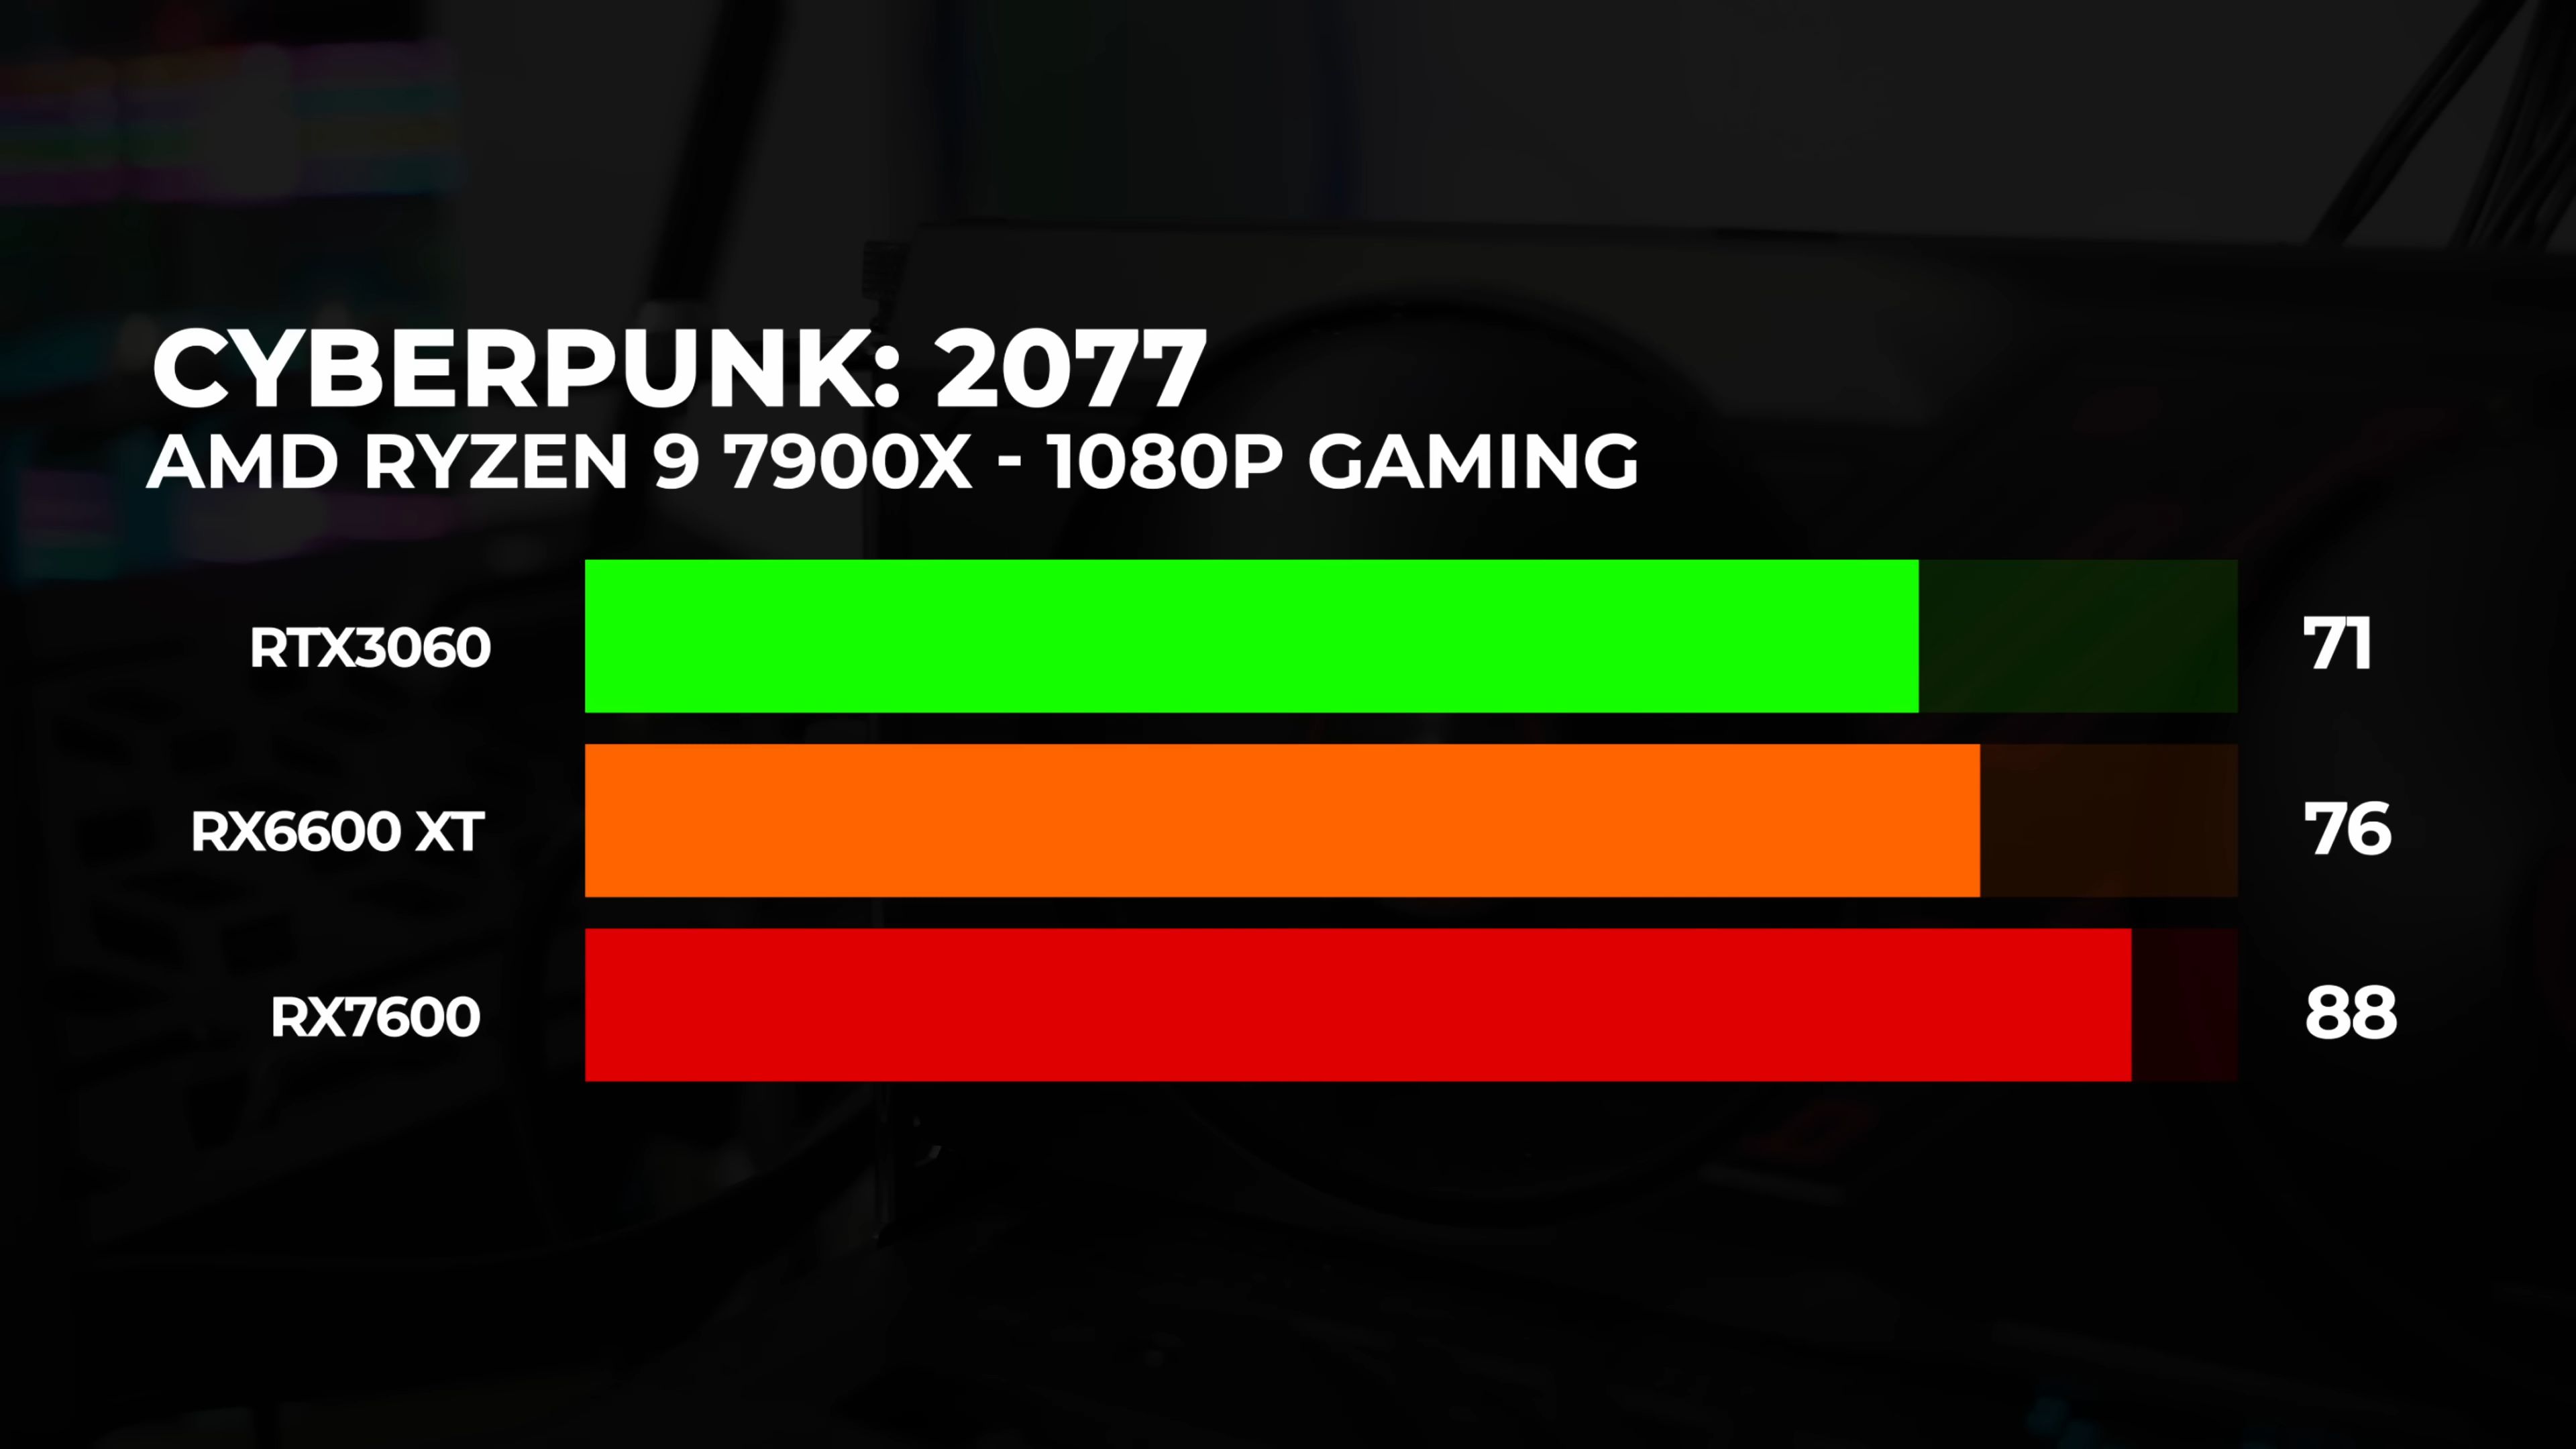 CYBERPUNK: 2077
AMD RYZEN 9 7900X - 1080P GAMING
RTX3060 71
RX6600 XT 76
RX7600 88